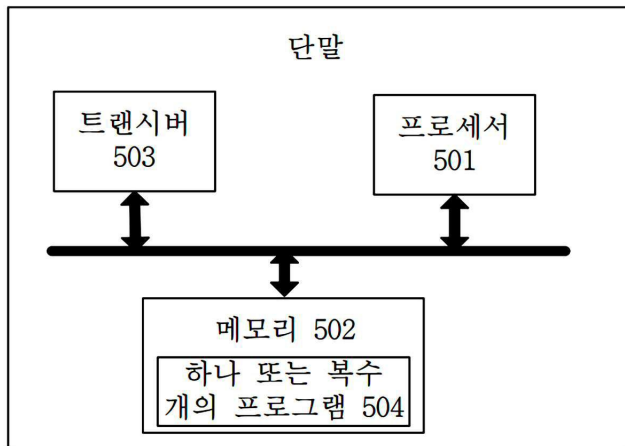 단말
트랜시버
503
프로세서
501
메모리 502
하나 또는 복수
개의 프로그램 504